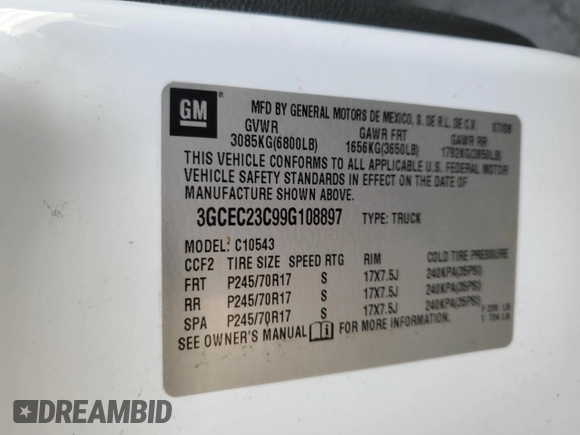 GM
MFD BY GENERAL MOTORS DE MEXICO, S. DE R.L. DE C.V. 07/08
GVWR GAWR FRT GAWR RR
3085KG(6800LB) 1656KG(3650LB) 1792KG(3950LB)
THIS VEHICLE CONFORMS TO ALL APPLICABLE U.S. FEDERAL MOTOR
VEHICLE SAFETY STANDARDS IN EFFECT ON THE DATE OF
MANUFACTURE SHOWN ABOVE.
3GCEC23C99G108897 TYPE: TRUCK
MODEL: C10543
CCF2 TIRE SIZE SPEED RTG RIM COLD TIRE PRESSURE
FRT P245/70R17 S 17X7.5J 240KPA(35PSI)
RR P245/70R17 S 17X7.5J 240KPA(35PSI)
SPA P245/70R17 S 17X7.5J 240KPA(35PSI)
SEE OWNER'S MANUAL FOR MORE INFORMATION.
DREAMBID